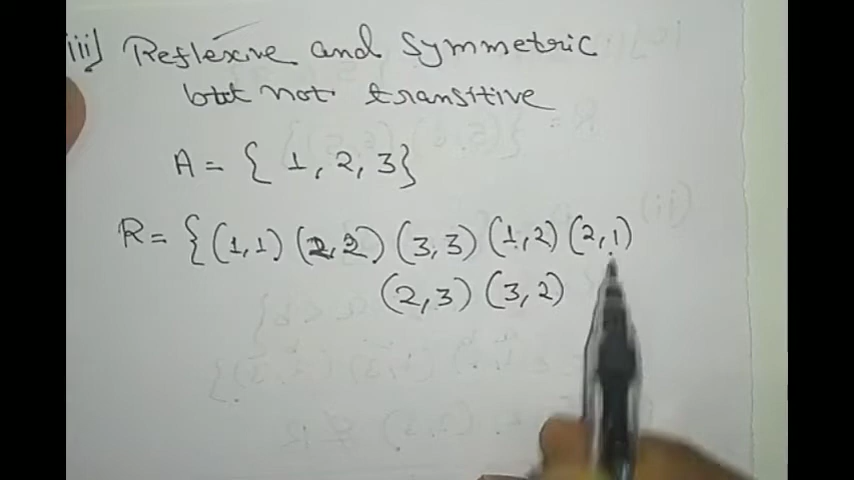 iii) Reflexive and Symmetric
but not transitive
A = { 1, 2, 3}
R = { (1,1) (2,2) (3,3) (1,2) (2,1)
(2,3) (3,2)